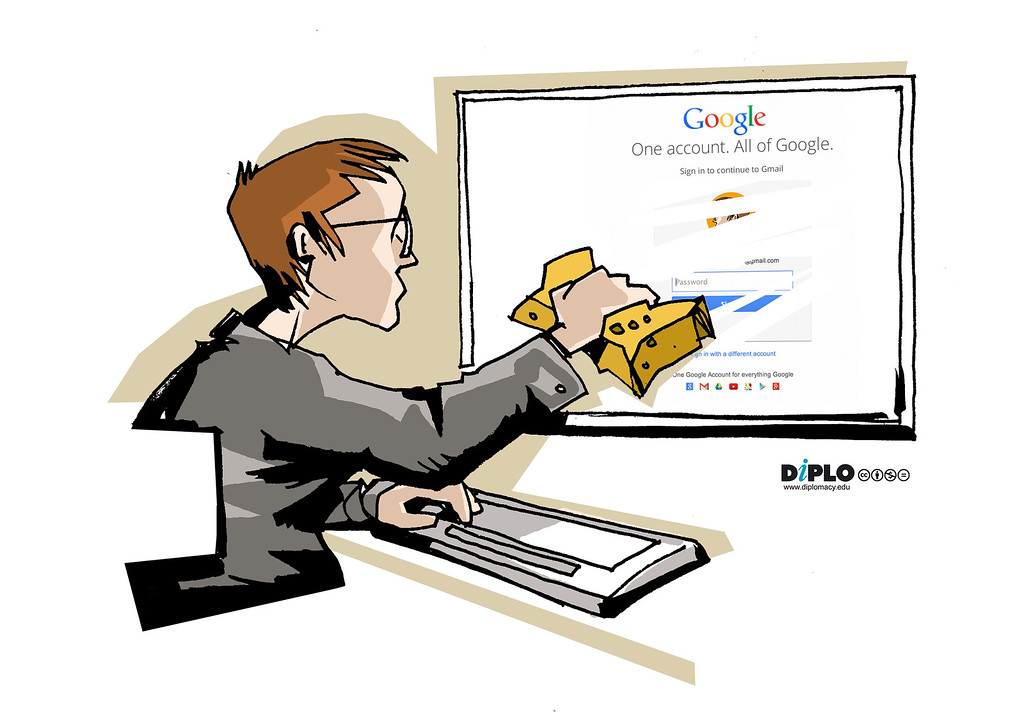 Google
One account. All of Google.
Sign in to continue to Gmail
@gmail.com
Password
in with a different account
One Google Account for everything Google
DiPLO
www.diplomacy.edu